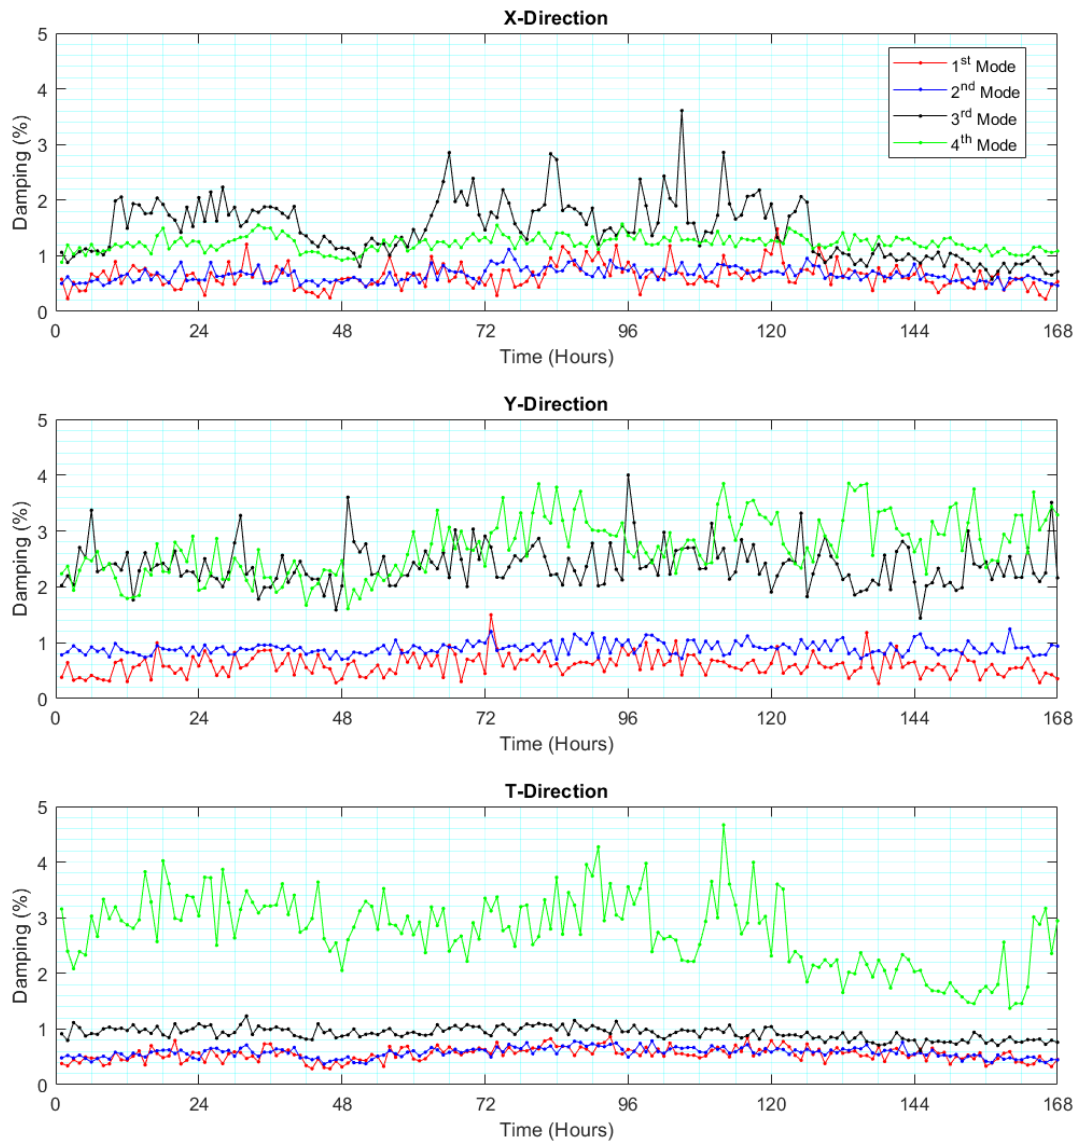 X-Direction
5
4
3
2
1
0
Damping (%)
1st Mode
2nd Mode
3rd Mode
4th Mode
0 24 48 72 96 120 144 168
Time (Hours)
Y-Direction
5
4
3
2
1
0
Damping (%)
0 24 48 72 96 120 144 168
Time (Hours)
T-Direction
5
4
3
2
1
0
Damping (%)
0 24 48 72 96 120 144 168
Time (Hours)